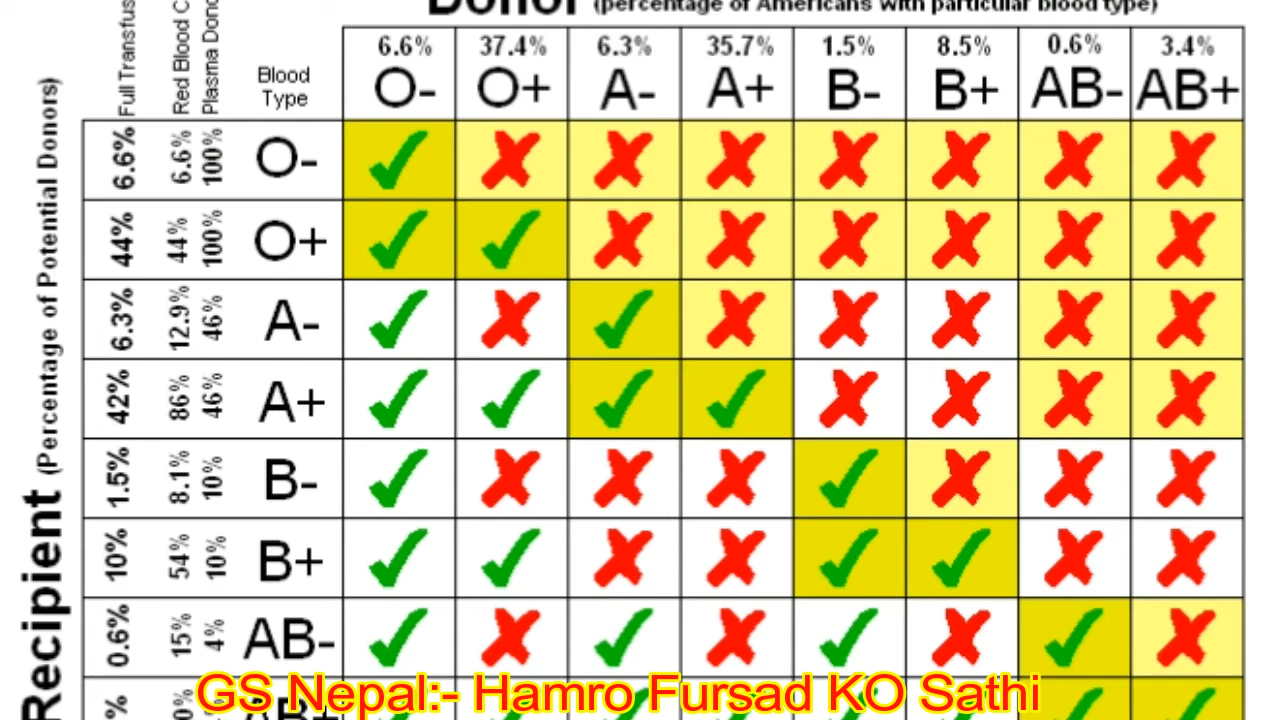 Donor (percentage of Americans with particular blood type)
6.6% 37.4% 6.3% 35.7% 1.5% 8.5% 0.6% 3.4%
Full Transfus Red Blood C Plasma Dono Blood Type O- O+ A- A+ B- B+ AB- AB+
Recipient (Percentage of Potential Donors)
6.6% 6.6% 100% O-
44% 44% 100% O+
6.3% 12.9% 46% A-
42% 86% 46% A+
1.5% 8.1% 10% B-
10% 54% 10% B+
0.6% 15% 4% AB-
AB+
GS Nepal:- Hamro Fursad KO Sathi